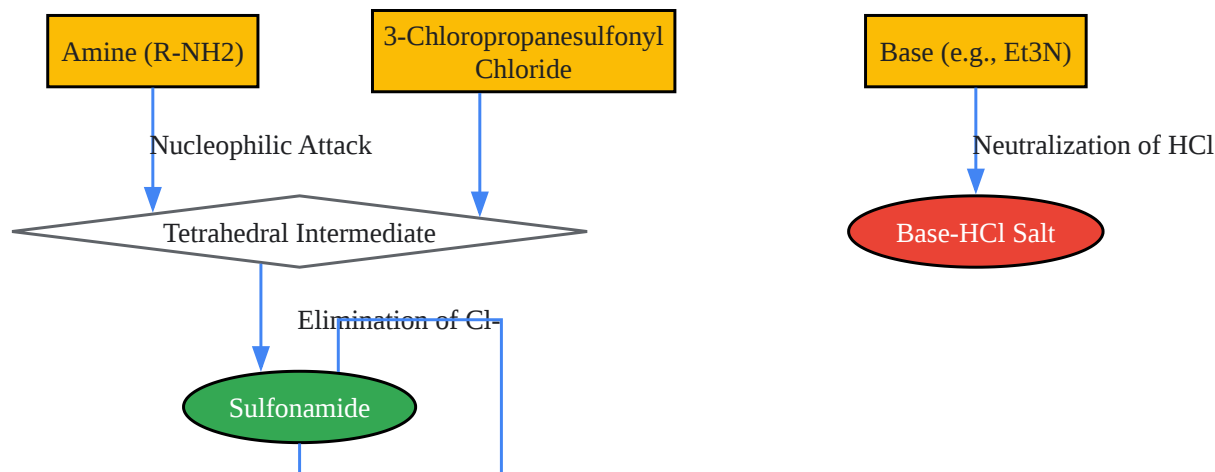 Amine (R-NH2)
3-Chloropropanesulfonyl
Chloride
Base (e.g., Et3N)
Nucleophilic Attack
Neutralization of HCl
Tetrahedral Intermediate
Base-HCl Salt
Elimination of Cl-
Sulfonamide